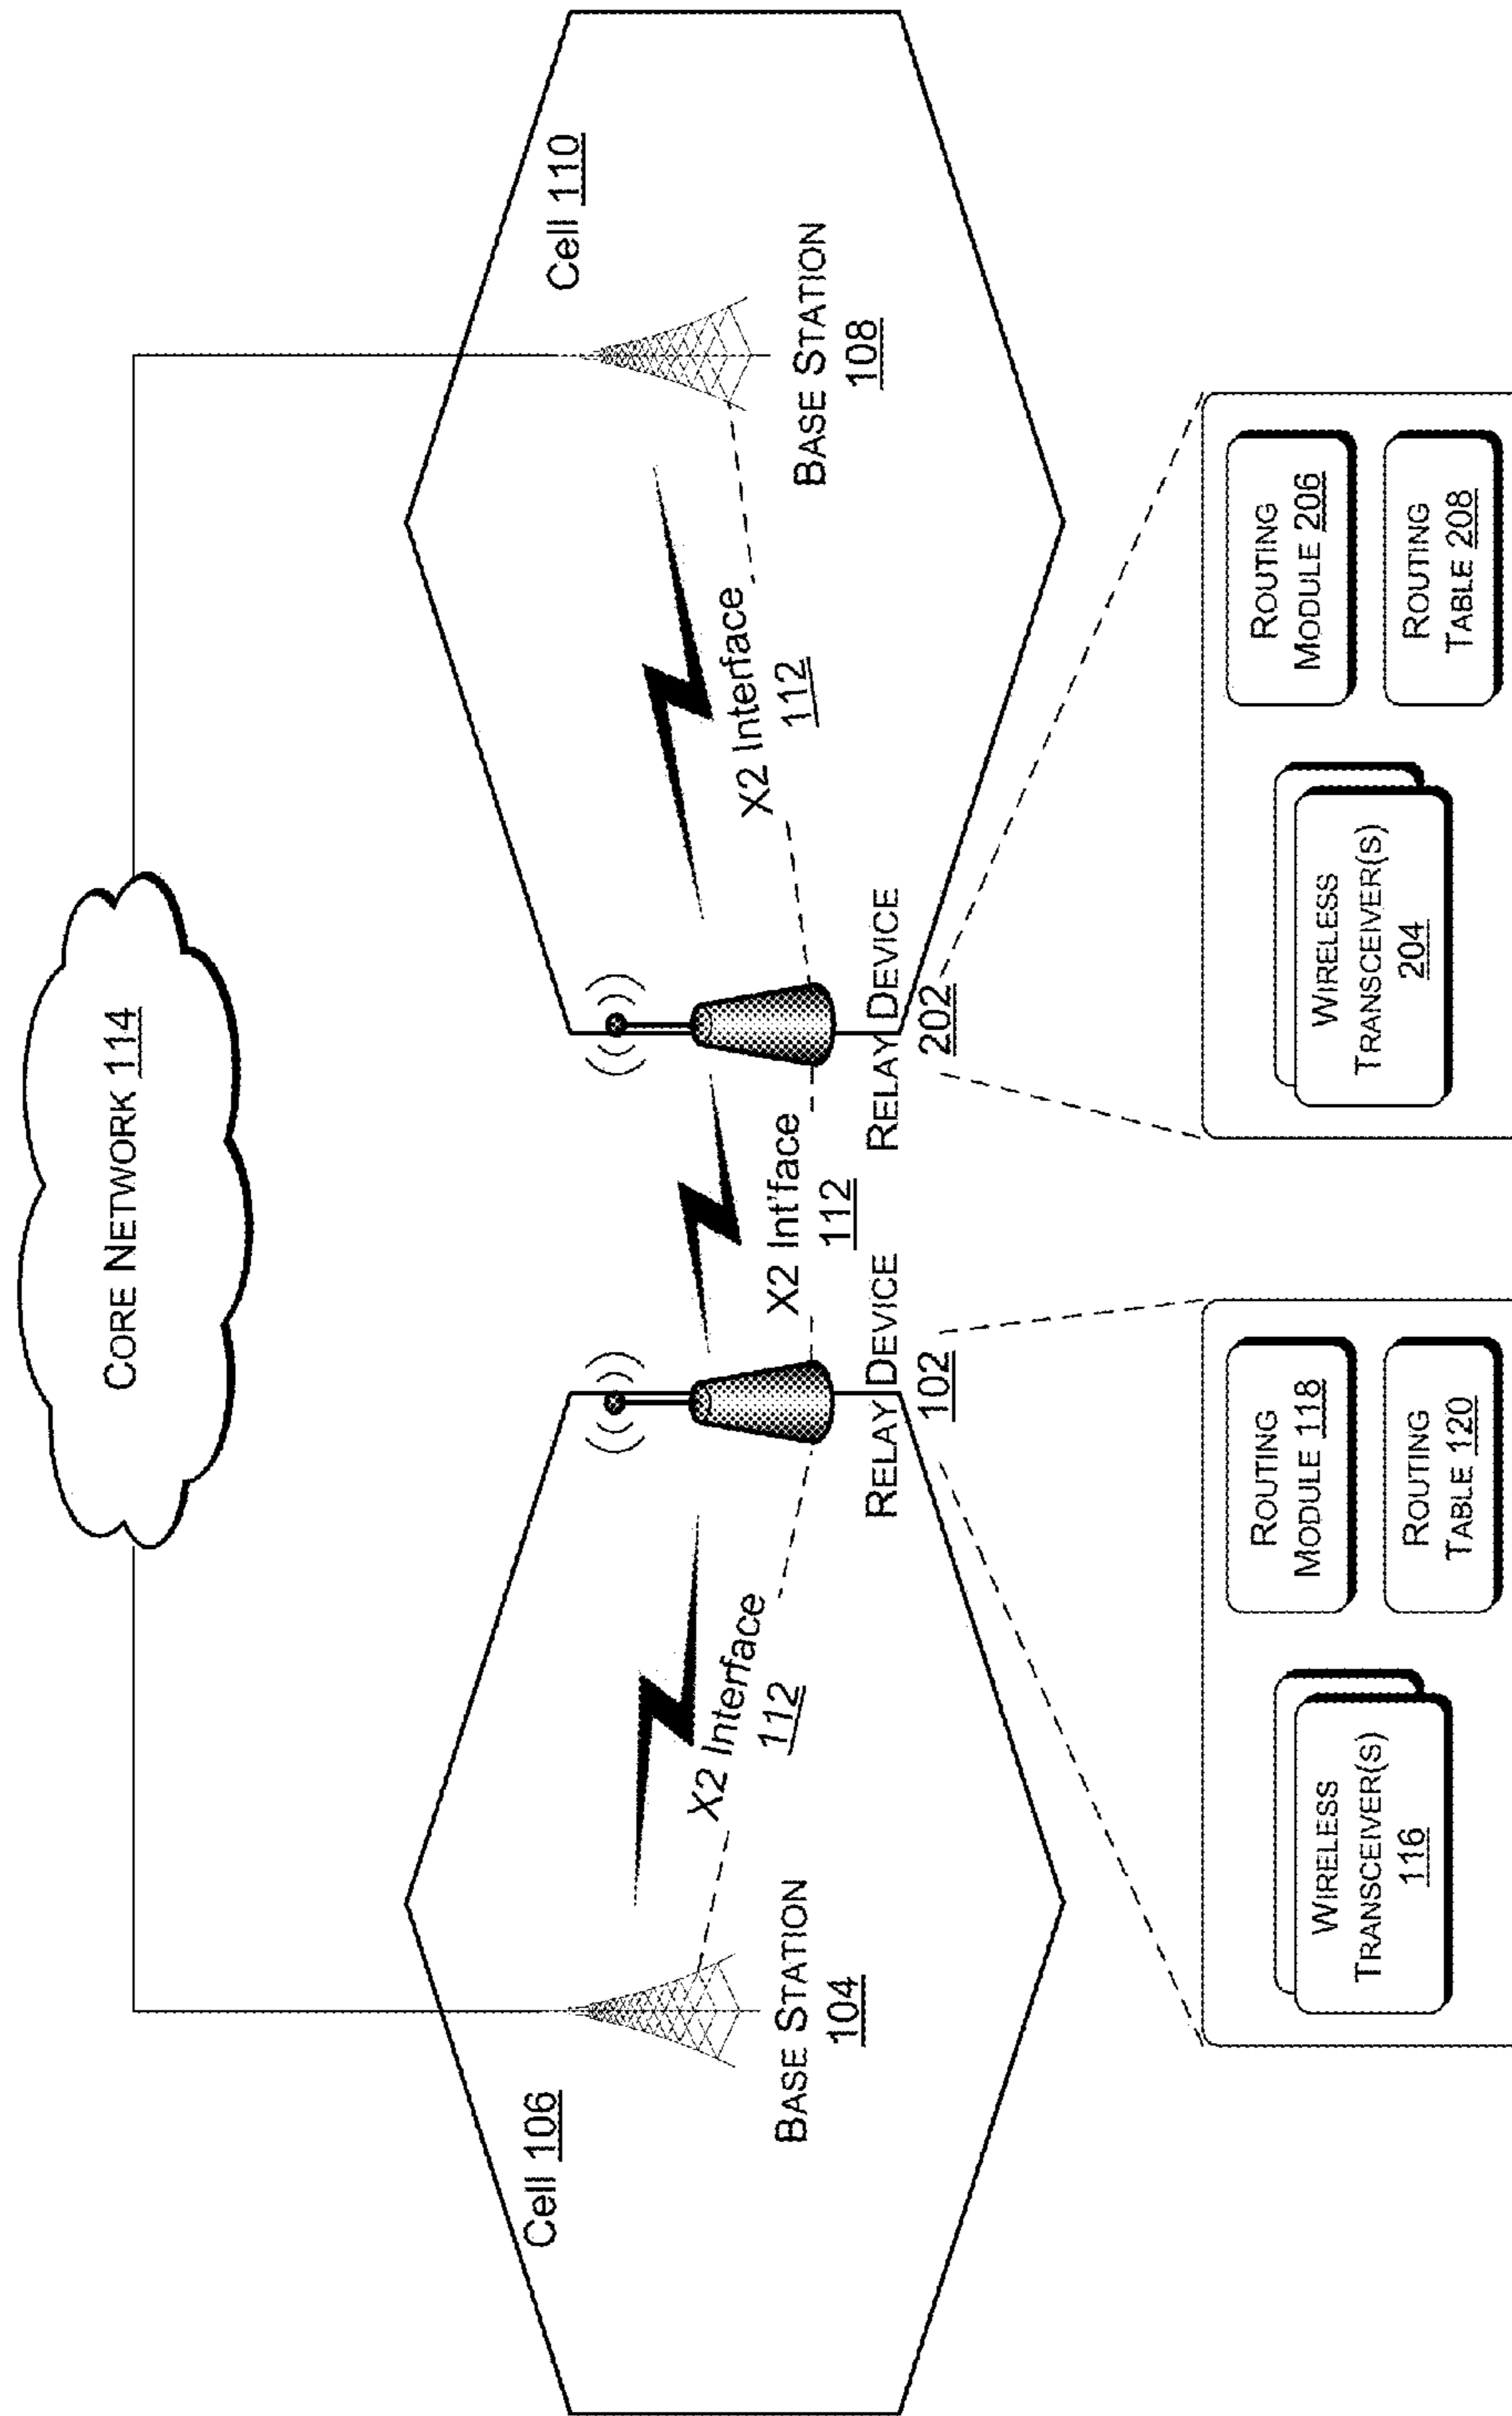 CORE NETWORK 114
Cell 106
Cell 110
BASE STATION
104
X2 Interface
112
X2 Int'face
112
X2 Interface
112
BASE STATION
108
RELAY DEVICE
102
RELAY DEVICE
202
WIRELESS
TRANSCEIVER(S)
116
ROUTING
MODULE 118
ROUTING
TABLE 120
WIRELESS
TRANSCEIVER(S)
204
ROUTING
MODULE 206
ROUTING
TABLE 208